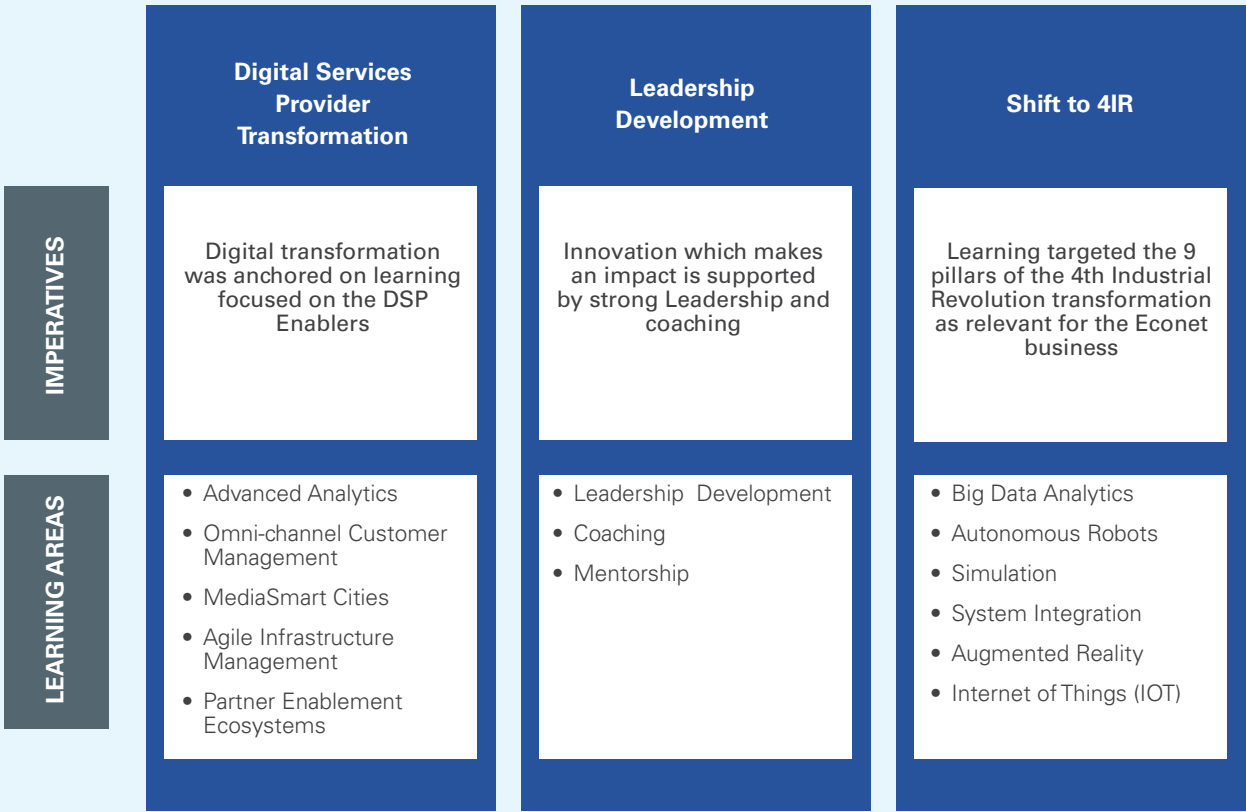 Digital Services
Provider
Transformation
Leadership
Development
Shift to 4IR
IMPERATIVES
Digital transformation
was anchored on learning
focused on the DSP
Enablers
Innovation which makes
an impact is supported
by strong Leadership and
coaching
Learning targeted the 9
pillars of the 4th Industrial
Revolution transformation
as relevant for the Econet
business
LEARNING AREAS
• Advanced Analytics
• Omni-channel Customer
Management
• MediaSmart Cities
• Agile Infrastructure
Management
• Partner Enablement
Ecosystems
• Leadership Development
• Coaching
• Mentorship
• Big Data Analytics
• Autonomous Robots
• Simulation
• System Integration
• Augmented Reality
• Internet of Things (IOT)